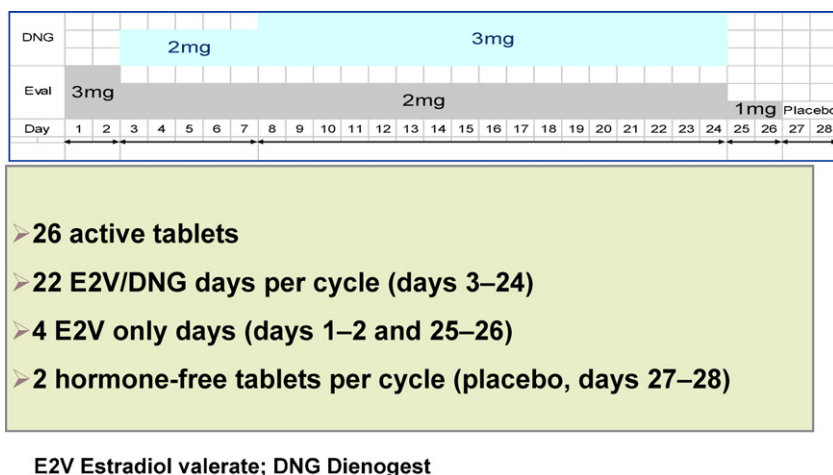 DNG
2mg
3mg
Eval
3mg
2mg
1mg
Placebo
Day 1 2 3 4 5 6 7 8 9 10 11 12 13 14 15 16 17 18 19 20 21 22 23 24 25 26 27 28
➢26 active tablets
➢22 E2V/DNG days per cycle (days 3–24)
➢4 E2V only days (days 1–2 and 25–26)
➢2 hormone-free tablets per cycle (placebo, days 27–28)
E2V Estradiol valerate; DNG Dienogest